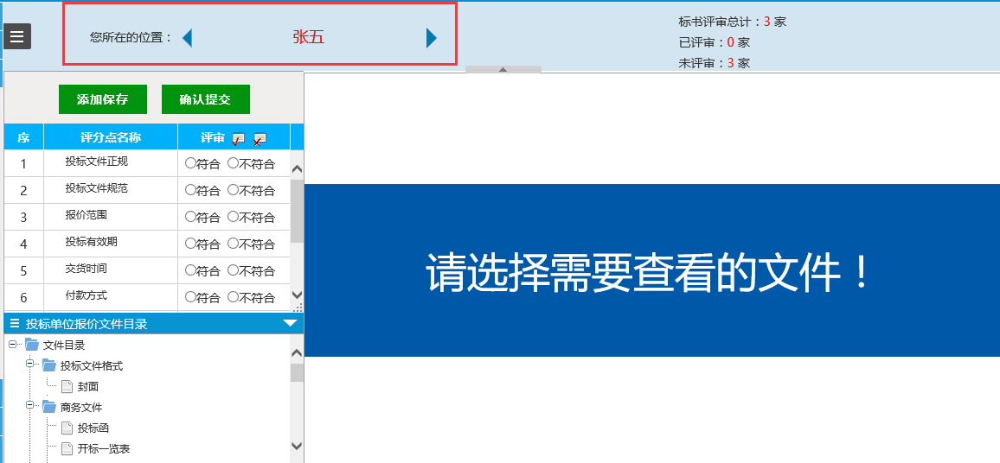 您所在的位置：
张五
标书评审总计：3 家
已评审：0 家
未评审：3 家
添加保存
确认提交
序 评分点名称 评审
1 投标文件正规 符合 不符合
2 投标文件规范 符合 不符合
3 报价范围 符合 不符合
4 投标有效期 符合 不符合
5 交货时间 符合 不符合
6 付款方式 符合 不符合
投标单位报价文件目录
文件目录
投标文件格式
封面
商务文件
投标函
开标一览表
请选择需要查看的文件！